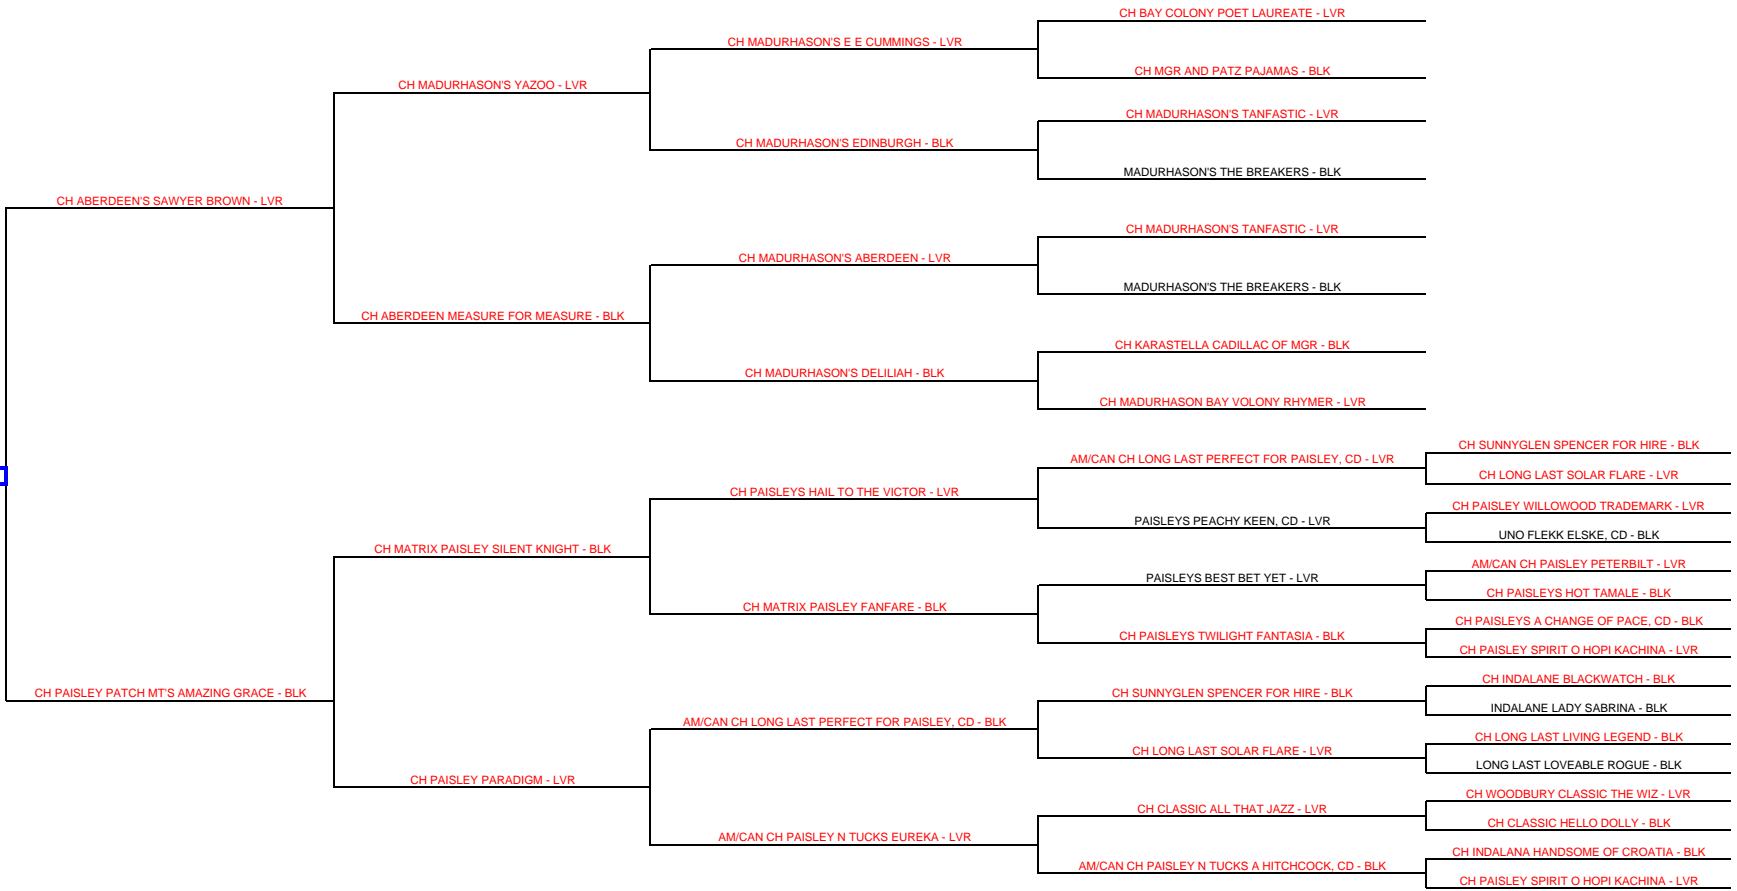 CH BAY COLONY POET LAUREATE - LVR
CH MADURHASON'S E E CUMMINGS - LVR
CH MGR AND PATZ PAJAMAS - BLK
CH MADURHASON'S YAZOO - LVR
CH MADURHASON'S TANFASTIC - LVR
CH MADURHASON'S EDINBURGH - BLK
MADURHASON'S THE BREAKERS - BLK
CH ABERDEEN'S SAWYER BROWN - LVR
CH MADURHASON'S TANFASTIC - LVR
CH MADURHASON'S ABERDEEN - LVR
MADURHASON'S THE BREAKERS - BLK
CH ABERDEEN MEASURE FOR MEASURE - BLK
CH KARASTELLA CADILLAC OF MGR - BLK
CH MADURHASON'S DELILIAH - BLK
CH MADURHASON BAY VOLONY RHYMER - LVR
CH SUNNYGLEN SPENCER FOR HIRE - BLK
AM/CAN CH LONG LAST PERFECT FOR PAISLEY, CD - LVR
CH LONG LAST SOLAR FLARE - LVR
CH PAISLEYS HAIL TO THE VICTOR - LVR
CH PAISLEY WILLOWOOD TRADEMARK - LVR
PAISLEYS PEACHY KEEN, CD - LVR
UNO FLEKK ELSKE, CD - BLK
CH MATRIX PAISLEY SILENT KNIGHT - BLK
AM/CAN CH PAISLEY PETERBILT - LVR
PAISLEYS BEST BET YET - LVR
CH PAISLEYS HOT TAMALE - BLK
CH MATRIX PAISLEY FANFARE - BLK
CH PAISLEYS A CHANGE OF PACE, CD - BLK
CH PAISLEYS TWILIGHT FANTASIA - BLK
CH PAISLEY SPIRIT O HOPI KACHINA - LVR
CH PAISLEY PATCH MT'S AMAZING GRACE - BLK
CH INDALANE BLACKWATCH - BLK
CH SUNNYGLEN SPENCER FOR HIRE - BLK
INDALANE LADY SABRINA - BLK
AM/CAN CH LONG LAST PERFECT FOR PAISLEY, CD - BLK
CH LONG LAST LIVING LEGEND - BLK
CH LONG LAST SOLAR FLARE - LVR
LONG LAST LOVEABLE ROGUE - BLK
CH PAISLEY PARADIGM - LVR
CH WOODBURY CLASSIC THE WIZ - LVR
CH CLASSIC ALL THAT JAZZ - LVR
CH CLASSIC HELLO DOLLY - BLK
AM/CAN CH PAISLEY N TUCKS EUREKA - LVR
CH INDALANA HANDSOME OF CROATIA - BLK
AM/CAN CH PAISLEY N TUCKS A HITCHCOCK, CD - BLK
CH PAISLEY SPIRIT O HOPI KACHINA - LVR